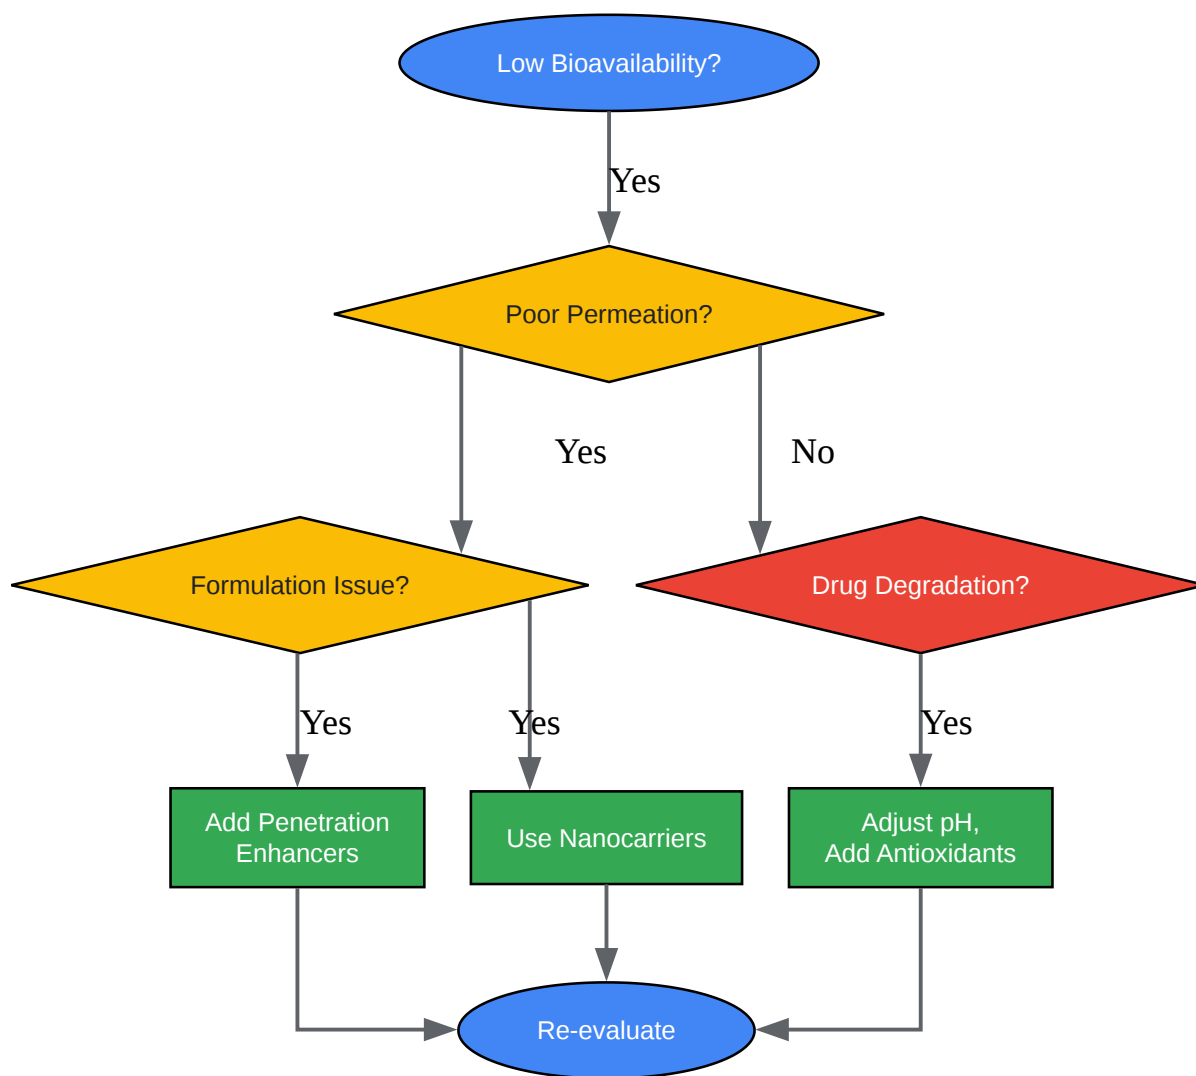 Low Bioavailability?
Yes
Poor Permeation?
Yes
No
Formulation Issue?
Drug Degradation?
Yes
Yes
Yes
Add Penetration
Enhancers
Use Nanocarriers
Adjust pH,
Add Antioxidants
Re-evaluate